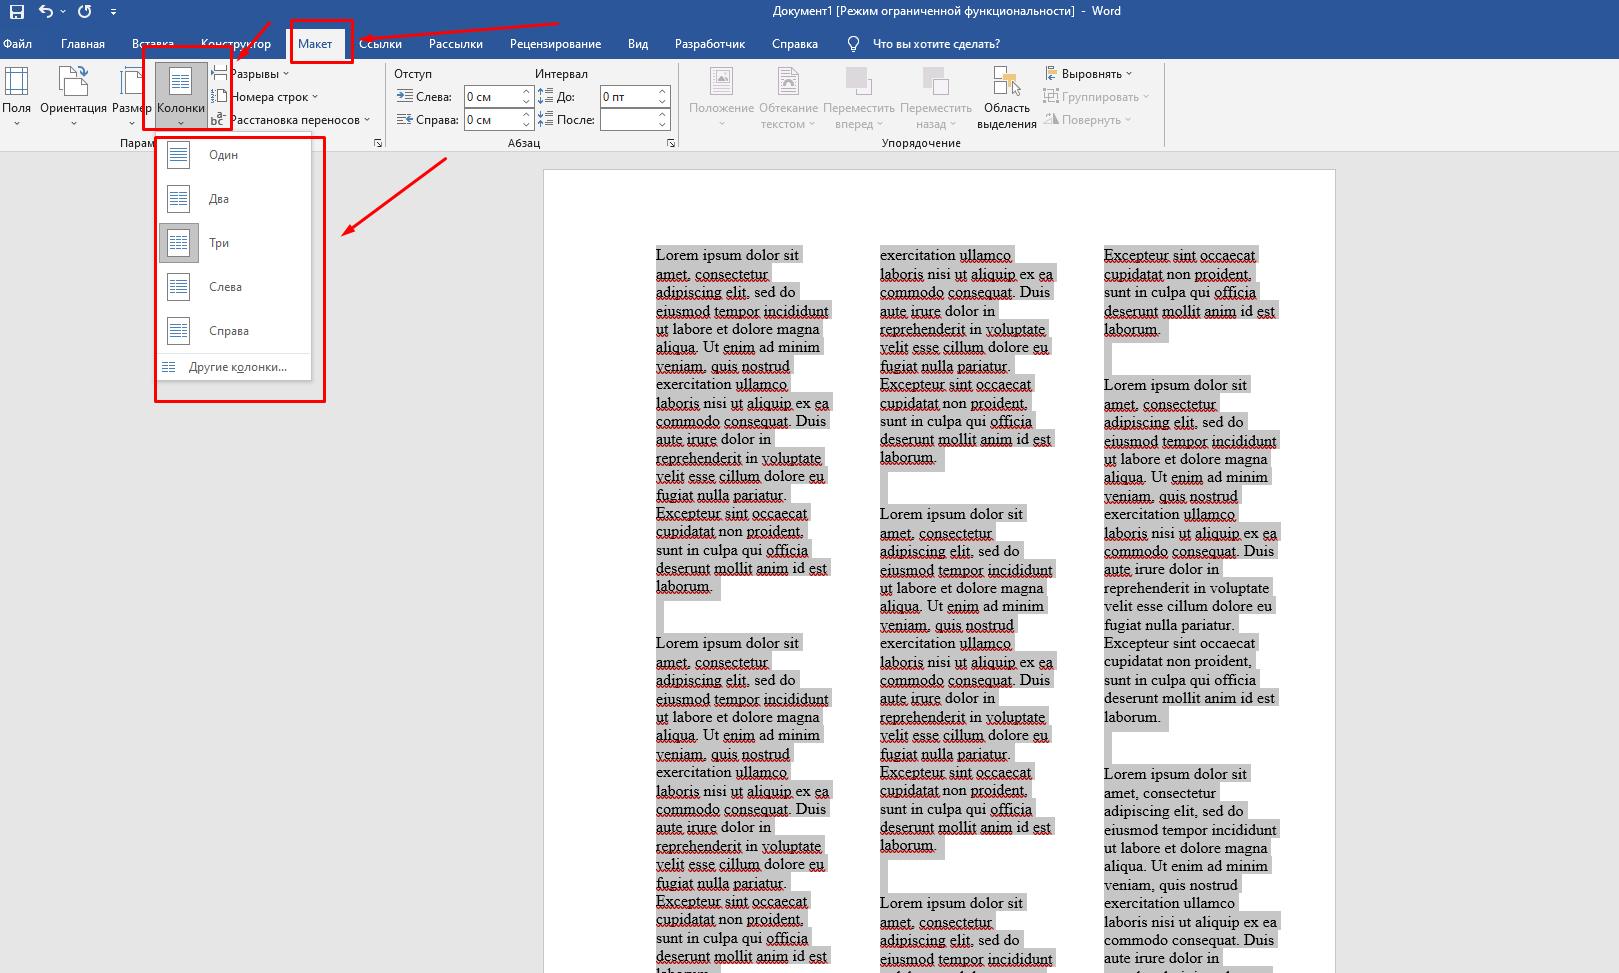 Документ1 [Режим ограниченной функциональности] - Word
Файл Главная Вставка Конструктор Макет Ссылки Рассылки Рецензирование Вид Разработчик Справка Что вы хотите сделать?
Поля Ориентация Размер Колонки
Разрывы
Номера строк
Расстановка переносов
Парам
Отступ Интервал
Слева: 0 см До: 0 пт
Справа: 0 см После:
Абзац
Положение Обтекание текстом Переместить вперед Переместить назад Область выделения
Выровнять
Группировать
Повернуть
Упорядочение
Один
Два
Три
Слева
Справа
Другие колонки...
Lorem ipsum dolor sit
amet, consectetur
adipiscing elit, sed do
eiusmod tempor incididunt
ut labore et dolore magna
aliqua. Ut enim ad minim
veniam, quis nostrud
exercitation ullamco
laboris nisi ut aliquip ex ea
commodo consequat. Duis
aute irure dolor in
reprehenderit in voluptate
velit esse cillum dolore eu
fugiat nulla pariatur.
Excepteur sint occaecat
cupidatat non proident,
sunt in culpa qui officia
deserunt mollit anim id est
laborum.
Lorem ipsum dolor sit
amet, consectetur
adipiscing elit, sed do
eiusmod tempor incididunt
ut labore et dolore magna
aliqua. Ut enim ad minim
veniam, quis nostrud
exercitation ullamco
laboris nisi ut aliquip ex ea
commodo consequat. Duis
aute irure dolor in
reprehenderit in voluptate
velit esse cillum dolore eu
fugiat nulla pariatur.
Excepteur sint occaecat
cupidatat non proident,
sunt in culpa qui officia
deserunt mollit anim id est
laborum.
exercitation ullamco
laboris nisi ut aliquip ex ea
commodo consequat. Duis
aute irure dolor in
reprehenderit in voluptate
velit esse cillum dolore eu
fugiat nulla pariatur.
Excepteur sint occaecat
cupidatat non proident,
sunt in culpa qui officia
deserunt mollit anim id est
laborum.
Lorem ipsum dolor sit
amet, consectetur
adipiscing elit, sed do
eiusmod tempor incididunt
ut labore et dolore magna
aliqua. Ut enim ad minim
veniam, quis nostrud
exercitation ullamco
laboris nisi ut aliquip ex ea
commodo consequat. Duis
aute irure dolor in
reprehenderit in voluptate
velit esse cillum dolore eu
fugiat nulla pariatur.
Excepteur sint occaecat
cupidatat non proident,
sunt in culpa qui officia
deserunt mollit anim id est
laborum.
Lorem ipsum dolor sit
amet, consectetur
adipiscing elit, sed do
eiusmod tempor incididunt
Excepteur sint occaecat
cupidatat non proident,
sunt in culpa qui officia
deserunt mollit anim id est
laborum.
Lorem ipsum dolor sit
amet, consectetur
adipiscing elit, sed do
eiusmod tempor incididunt
ut labore et dolore magna
aliqua. Ut enim ad minim
veniam, quis nostrud
exercitation ullamco
laboris nisi ut aliquip ex ea
commodo consequat. Duis
aute irure dolor in
reprehenderit in voluptate
velit esse cillum dolore eu
fugiat nulla pariatur.
Excepteur sint occaecat
cupidatat non proident,
sunt in culpa qui officia
deserunt mollit anim id est
laborum.
Lorem ipsum dolor sit
amet, consectetur
adipiscing elit, sed do
eiusmod tempor incididunt
ut labore et dolore magna
aliqua. Ut enim ad minim
veniam, quis nostrud
exercitation ullamco
laboris nisi ut aliquip ex ea
commodo consequat. Duis
aute irure dolor in